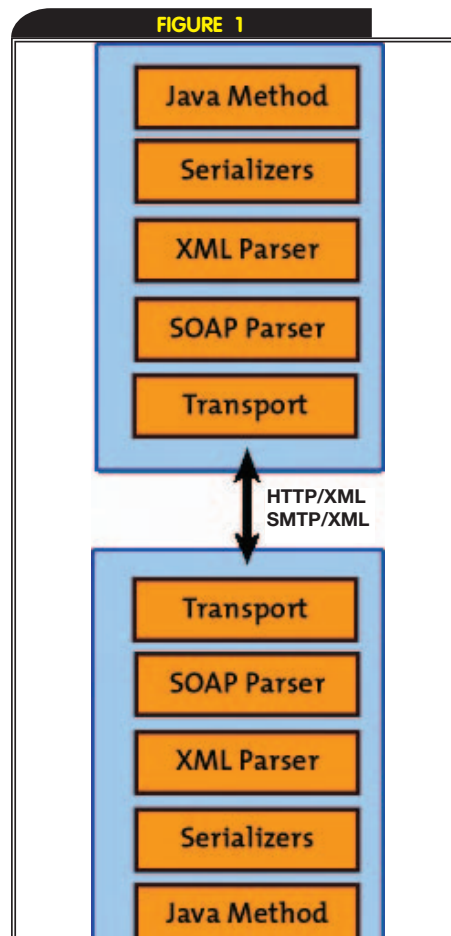 FIGURE 1
Java Method
Serializers
XML Parser
SOAP Parser
Transport
HTTP/XML
SMTP/XML
Transport
SOAP Parser
XML Parser
Serializers
Java Method